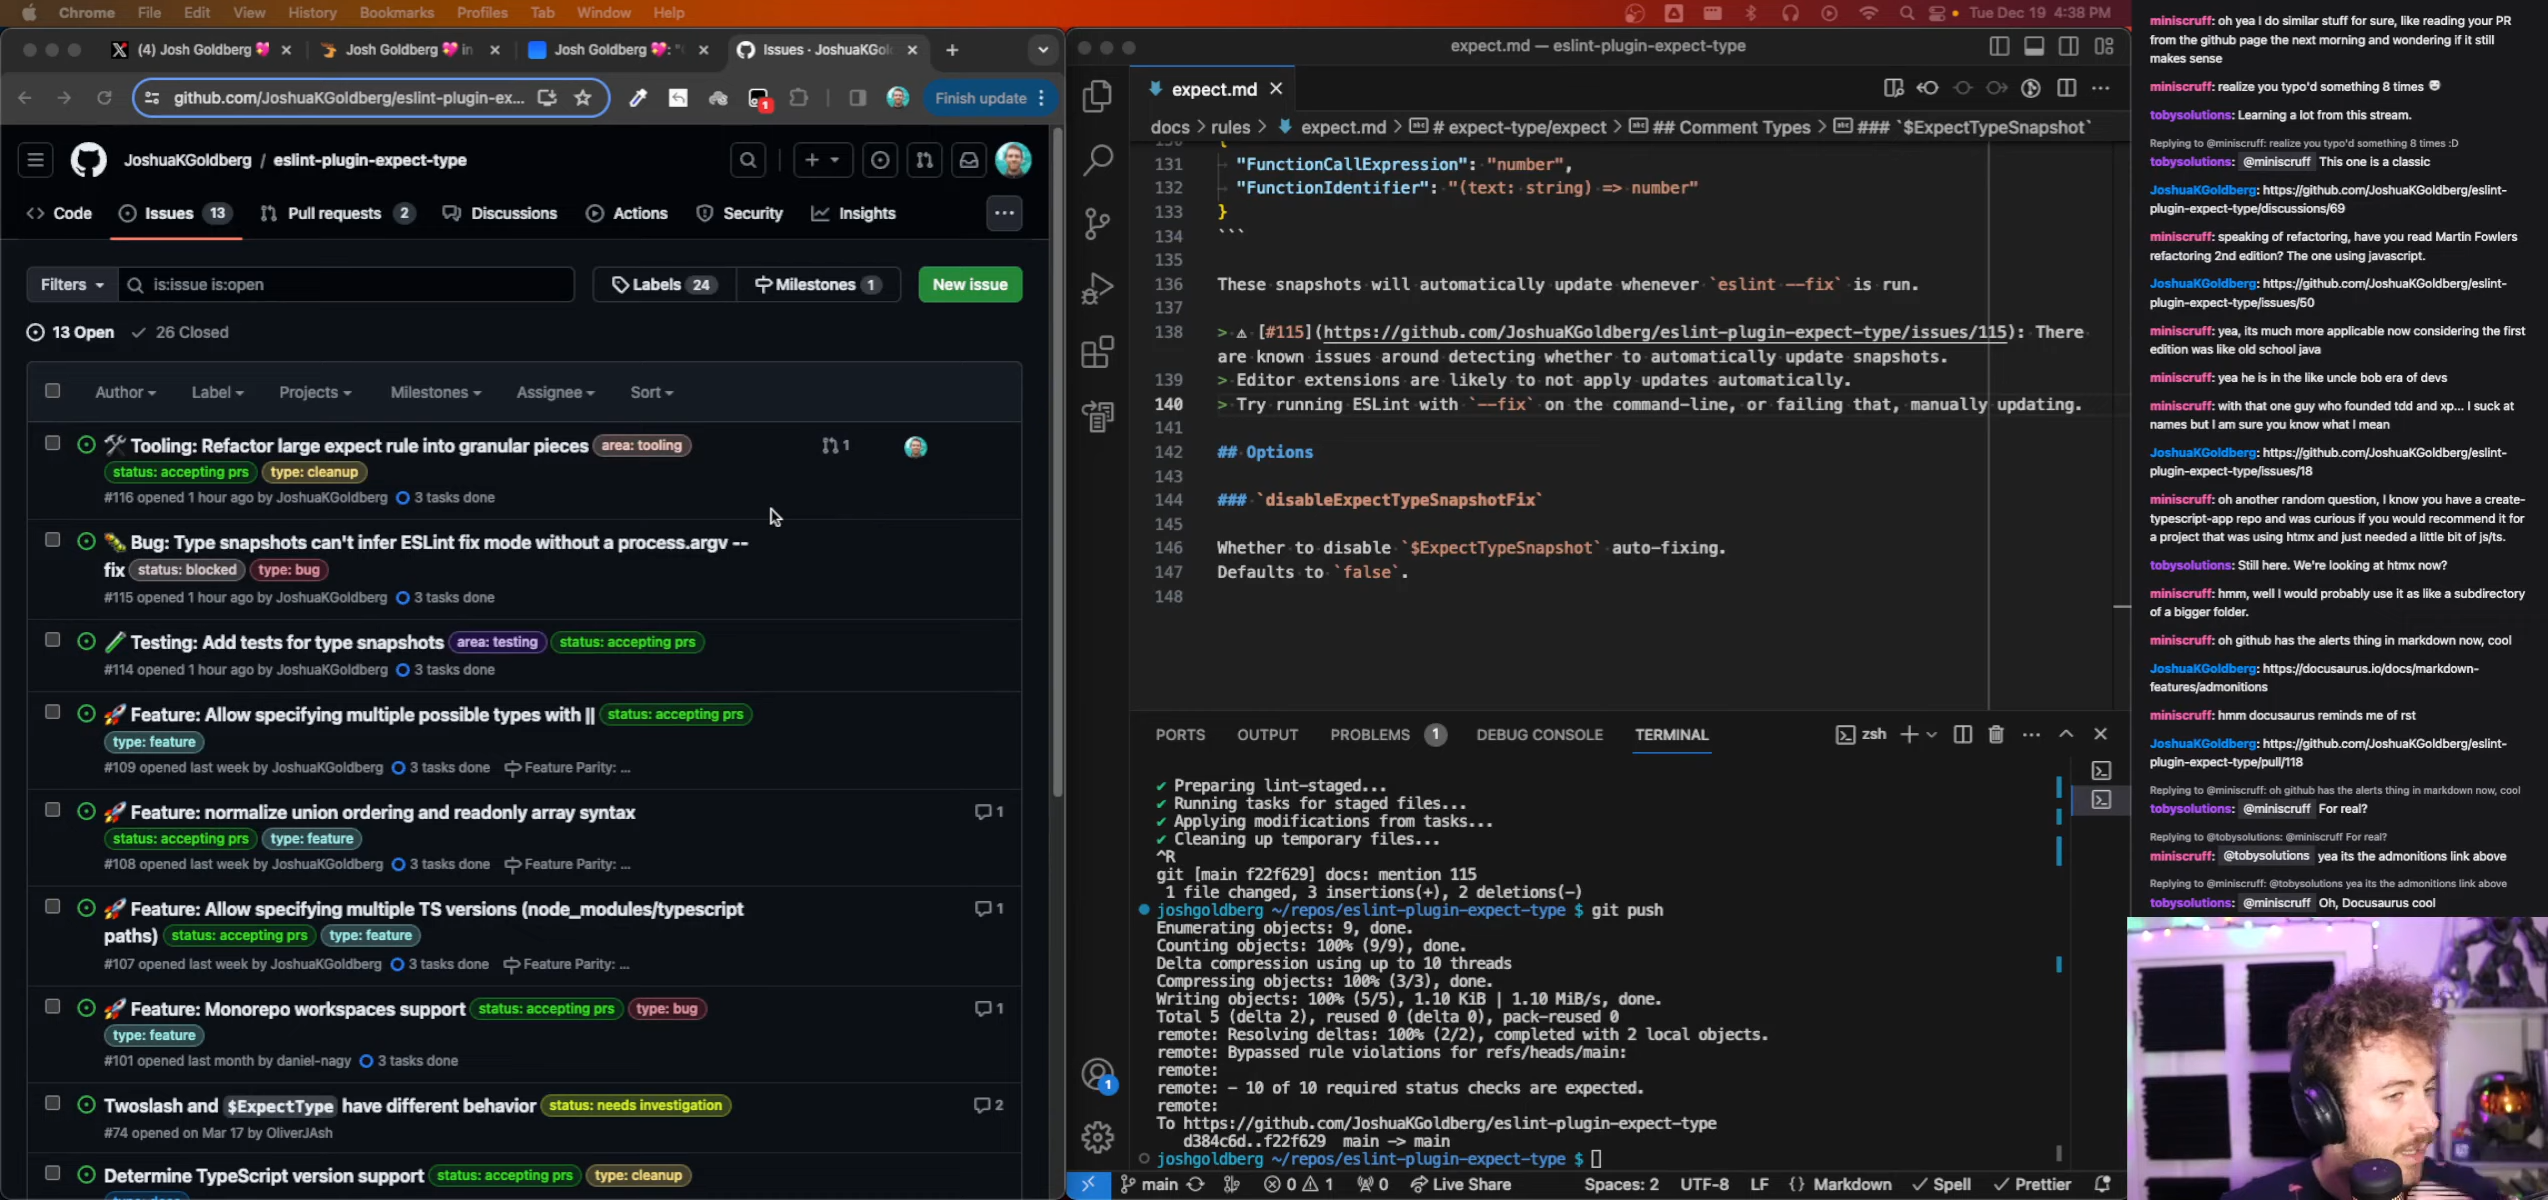 Chrome File Edit View History Bookmarks Profiles Tab Window Help Tue Dec 19 4:38 PM
(4) Josh Goldberg 💖 Josh Goldberg 💖 in Josh Goldberg 💖: "( Issues · JoshuaKGol
github.com/JoshuaKGoldberg/eslint-plugin-ex... 1 Finish update
JoshuaKGoldberg / eslint-plugin-expect-type
Code Issues 13 Pull requests 2 Discussions Actions Security Insights
Filters is:issue is:open Labels 24 Milestones 1 New issue
13 Open 26 Closed
Author Label Projects Milestones Assignee Sort
🛠 Tooling: Refactor large expect rule into granular pieces area: tooling 1
status: accepting prs type: cleanup
#116 opened 1 hour ago by JoshuaKGoldberg 3 tasks done
🐛 Bug: Type snapshots can't infer ESLint fix mode without a process.argv --
fix status: blocked type: bug
#115 opened 1 hour ago by JoshuaKGoldberg 3 tasks done
🧪 Testing: Add tests for type snapshots area: testing status: accepting prs
#114 opened 1 hour ago by JoshuaKGoldberg 3 tasks done
🚀 Feature: Allow specifying multiple possible types with || status: accepting prs
type: feature
#109 opened last week by JoshuaKGoldberg 3 tasks done Feature Parity: ...
🚀 Feature: normalize union ordering and readonly array syntax 1
status: accepting prs type: feature
#108 opened last week by JoshuaKGoldberg 3 tasks done Feature Parity: ...
🚀 Feature: Allow specifying multiple TS versions (node_modules/typescript 1
paths) status: accepting prs type: feature
#107 opened last week by JoshuaKGoldberg 3 tasks done Feature Parity: ...
🚀 Feature: Monorepo workspaces support status: accepting prs type: bug 1
type: feature
#101 opened last month by daniel-nagy 3 tasks done
Twoslash and $ExpectType have different behavior status: needs investigation 2
#74 opened on Mar 17 by OliverJAsh
Determine TypeScript version support status: accepting prs type: cleanup
expect.md — eslint-plugin-expect-type
expect.md
docs > rules > expect.md > # expect-type/expect > ## Comment Types > ### `$ExpectTypeSnapshot`
130 {
131 "FunctionCallExpression": "number",
132 "FunctionIdentifier": "(text: string) => number"
133 }
134 ```
135
136 These snapshots will automatically update whenever `eslint --fix` is run.
137
138 > ⚠ [#115](https://github.com/JoshuaKGoldberg/eslint-plugin-expect-type/issues/115): There
are known issues around detecting whether to automatically update snapshots.
139 > Editor extensions are likely to not apply updates automatically.
140 > Try running ESLint with `--fix` on the command-line, or failing that, manually updating.
141
142 ## Options
143
144 ### `disableExpectTypeSnapshotFix`
145
146 Whether to disable `$ExpectTypeSnapshot` auto-fixing.
147 Defaults to `false`.
148
PORTS OUTPUT PROBLEMS 1 DEBUG CONSOLE TERMINAL zsh
✔ Preparing lint-staged...
✔ Running tasks for staged files...
✔ Applying modifications from tasks...
✔ Cleaning up temporary files...
^R
git [main f22f629] docs: mention 115
1 file changed, 3 insertions(+), 2 deletions(-)
joshgoldberg ~/repos/eslint-plugin-expect-type $ git push
Enumerating objects: 9, done.
Counting objects: 100% (9/9), done.
Delta compression using up to 10 threads
Compressing objects: 100% (3/3), done.
Writing objects: 100% (5/5), 1.10 KiB | 1.10 MiB/s, done.
Total 5 (delta 2), reused 0 (delta 0), pack-reused 0
remote: Resolving deltas: 100% (2/2), completed with 2 local objects.
remote: Bypassed rule violations for refs/heads/main:
remote:
remote: - 10 of 10 required status checks are expected.
remote:
To https://github.com/JoshuaKGoldberg/eslint-plugin-expect-type
d384c6d..f22f629 main -> main
joshgoldberg ~/repos/eslint-plugin-expect-type $
1
main 0 1 0 Live Share Spaces: 2 UTF-8 LF {} Markdown Spell Prettier
miniscruff: oh yea I do similar stuff for sure, like reading your PR
from the github page the next morning and wondering if it still
makes sense
miniscruff: realize you typo'd something 8 times
tobysolutions: Learning a lot from this stream.
Replying to @miniscruff: realize you typo'd something 8 times :D
tobysolutions: @miniscruff This one is a classic
JoshuaKGoldberg: https://github.com/JoshuaKGoldberg/eslint-
plugin-expect-type/discussions/69
miniscruff: speaking of refactoring, have you read Martin Fowlers
refactoring 2nd edition? The one using javascript.
JoshuaKGoldberg: https://github.com/JoshuaKGoldberg/eslint-
plugin-expect-type/issues/50
miniscruff: yea, its much more applicable now considering the first
edition was like old school java
miniscruff: yea he is in the like uncle bob era of devs
miniscruff: with that one guy who founded tdd and xp... I suck at
names but I am sure you know what I mean
JoshuaKGoldberg: https://github.com/JoshuaKGoldberg/eslint-
plugin-expect-type/issues/18
miniscruff: oh another random question, I know you have a create-
typescript-app repo and was curious if you would recommend it for
a project that was using htmx and just needed a little bit of js/ts.
tobysolutions: Still here. We're looking at htmx now?
miniscruff: hmm, well I would probably use it as like a subdirectory
of a bigger folder.
miniscruff: oh github has the alerts thing in markdown now, cool
JoshuaKGoldberg: https://docusaurus.io/docs/markdown-
features/admonitions
miniscruff: hmm docusaurus reminds me of rst
JoshuaKGoldberg: https://github.com/JoshuaKGoldberg/eslint-
plugin-expect-type/pull/118
Replying to @miniscruff: oh github has the alerts thing in markdown now, cool
tobysolutions: @miniscruff For real?
Replying to @tobysolutions: @miniscruff For real?
miniscruff: @tobysolutions yea its the admonitions link above
Replying to @miniscruff: @tobysolutions yea its the admonitions link above
tobysolutions: @miniscruff Oh, Docusaurus cool